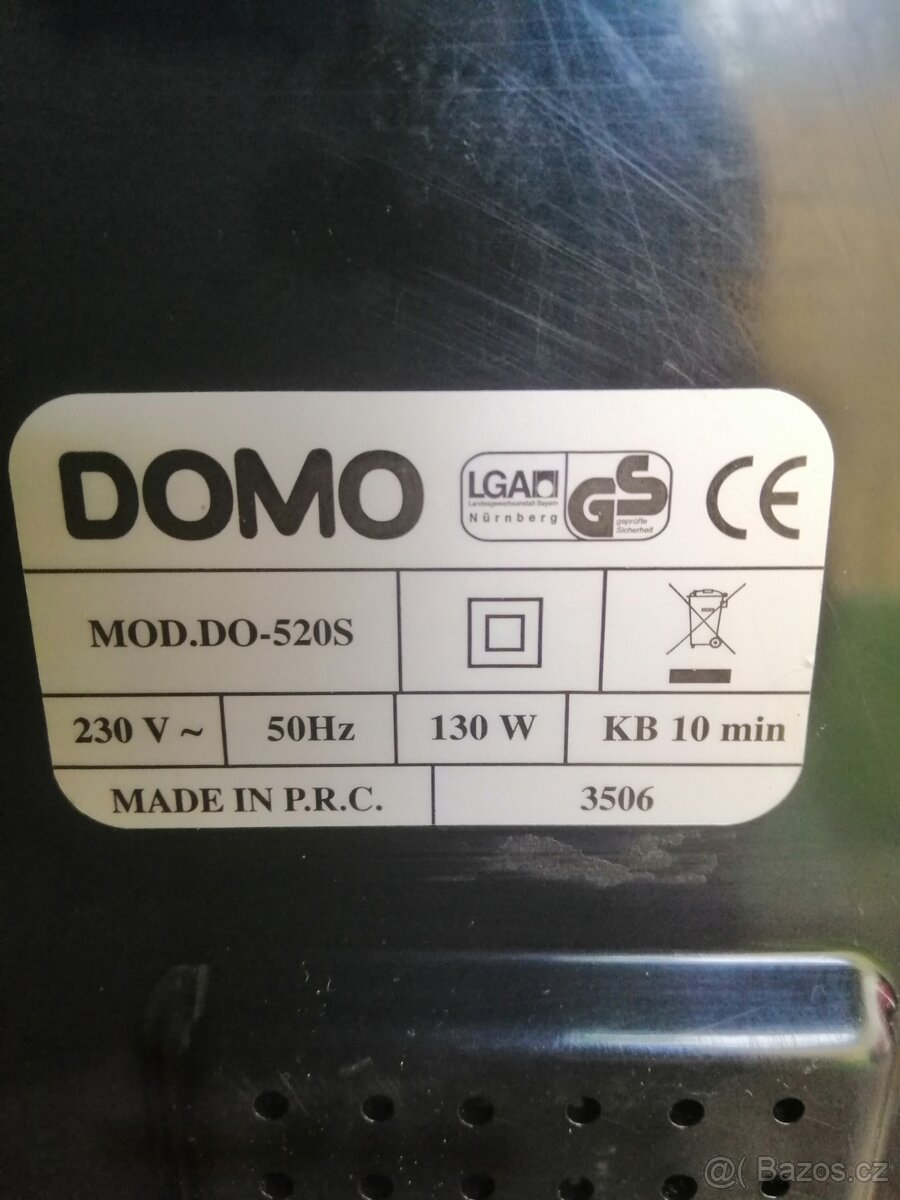 DOMO
LGA
Landesgewerbeanstalt Bayern
Nürnberg
GS
geprüfte
Sicherheit
CE
MOD.DO-520S
230 V ~ 50Hz 130 W KB 10 min
MADE IN P.R.C. 3506
@( Bazos.cz